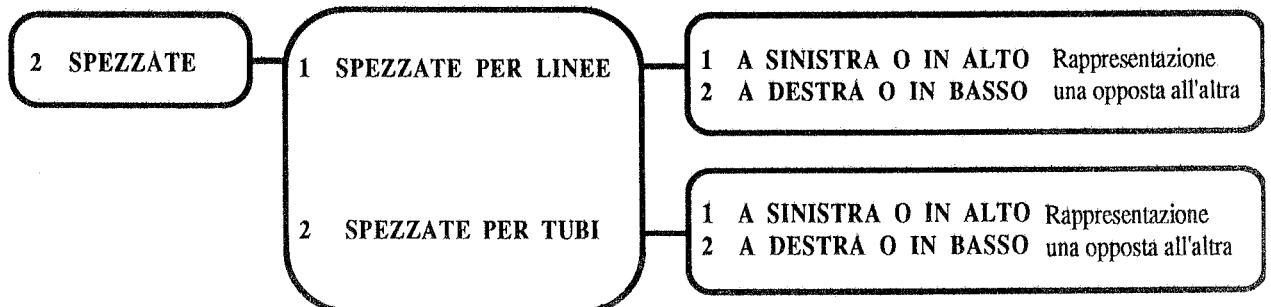 2 SPEZZATE
1 SPEZZATE PER LINEE
1 A SINISTRA O IN ALTO Rappresentazione
2 A DESTRA O IN BASSO una opposta all'altra
2 SPEZZATE PER TUBI
1 A SINISTRA O IN ALTO Rappresentazione
2 A DESTRA O IN BASSO una opposta all'altra